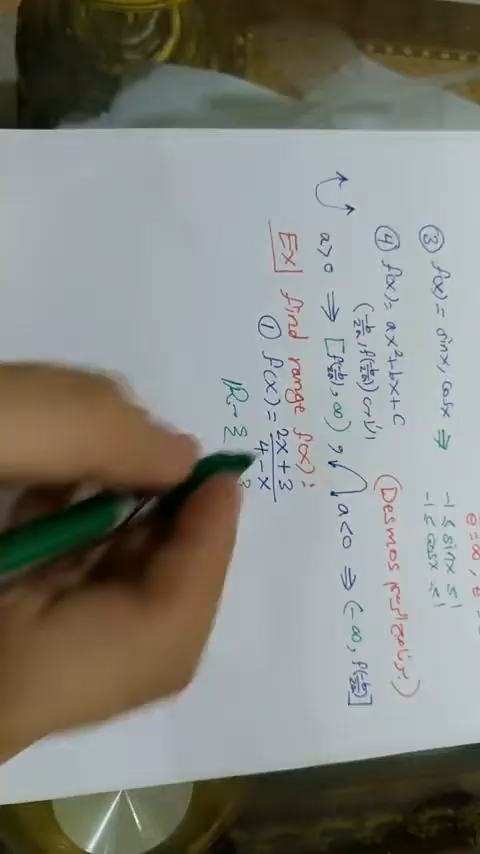 ③ f(x) = sinx, cosx ⇒ -1 ≤ sinx ≤ 1
-1 ≤ cosx ≤ 1
④ f(x) = ax²+bx+c (Desmos
(-b/2a, f(-b/2a))
a>0 ⇒ [f(-b/2a), ∞) , a<0 ⇒ (-∞, f(-b/2a)]
Ex find range f(x):
① f(x) = 2x+3 / 4-x
R - {